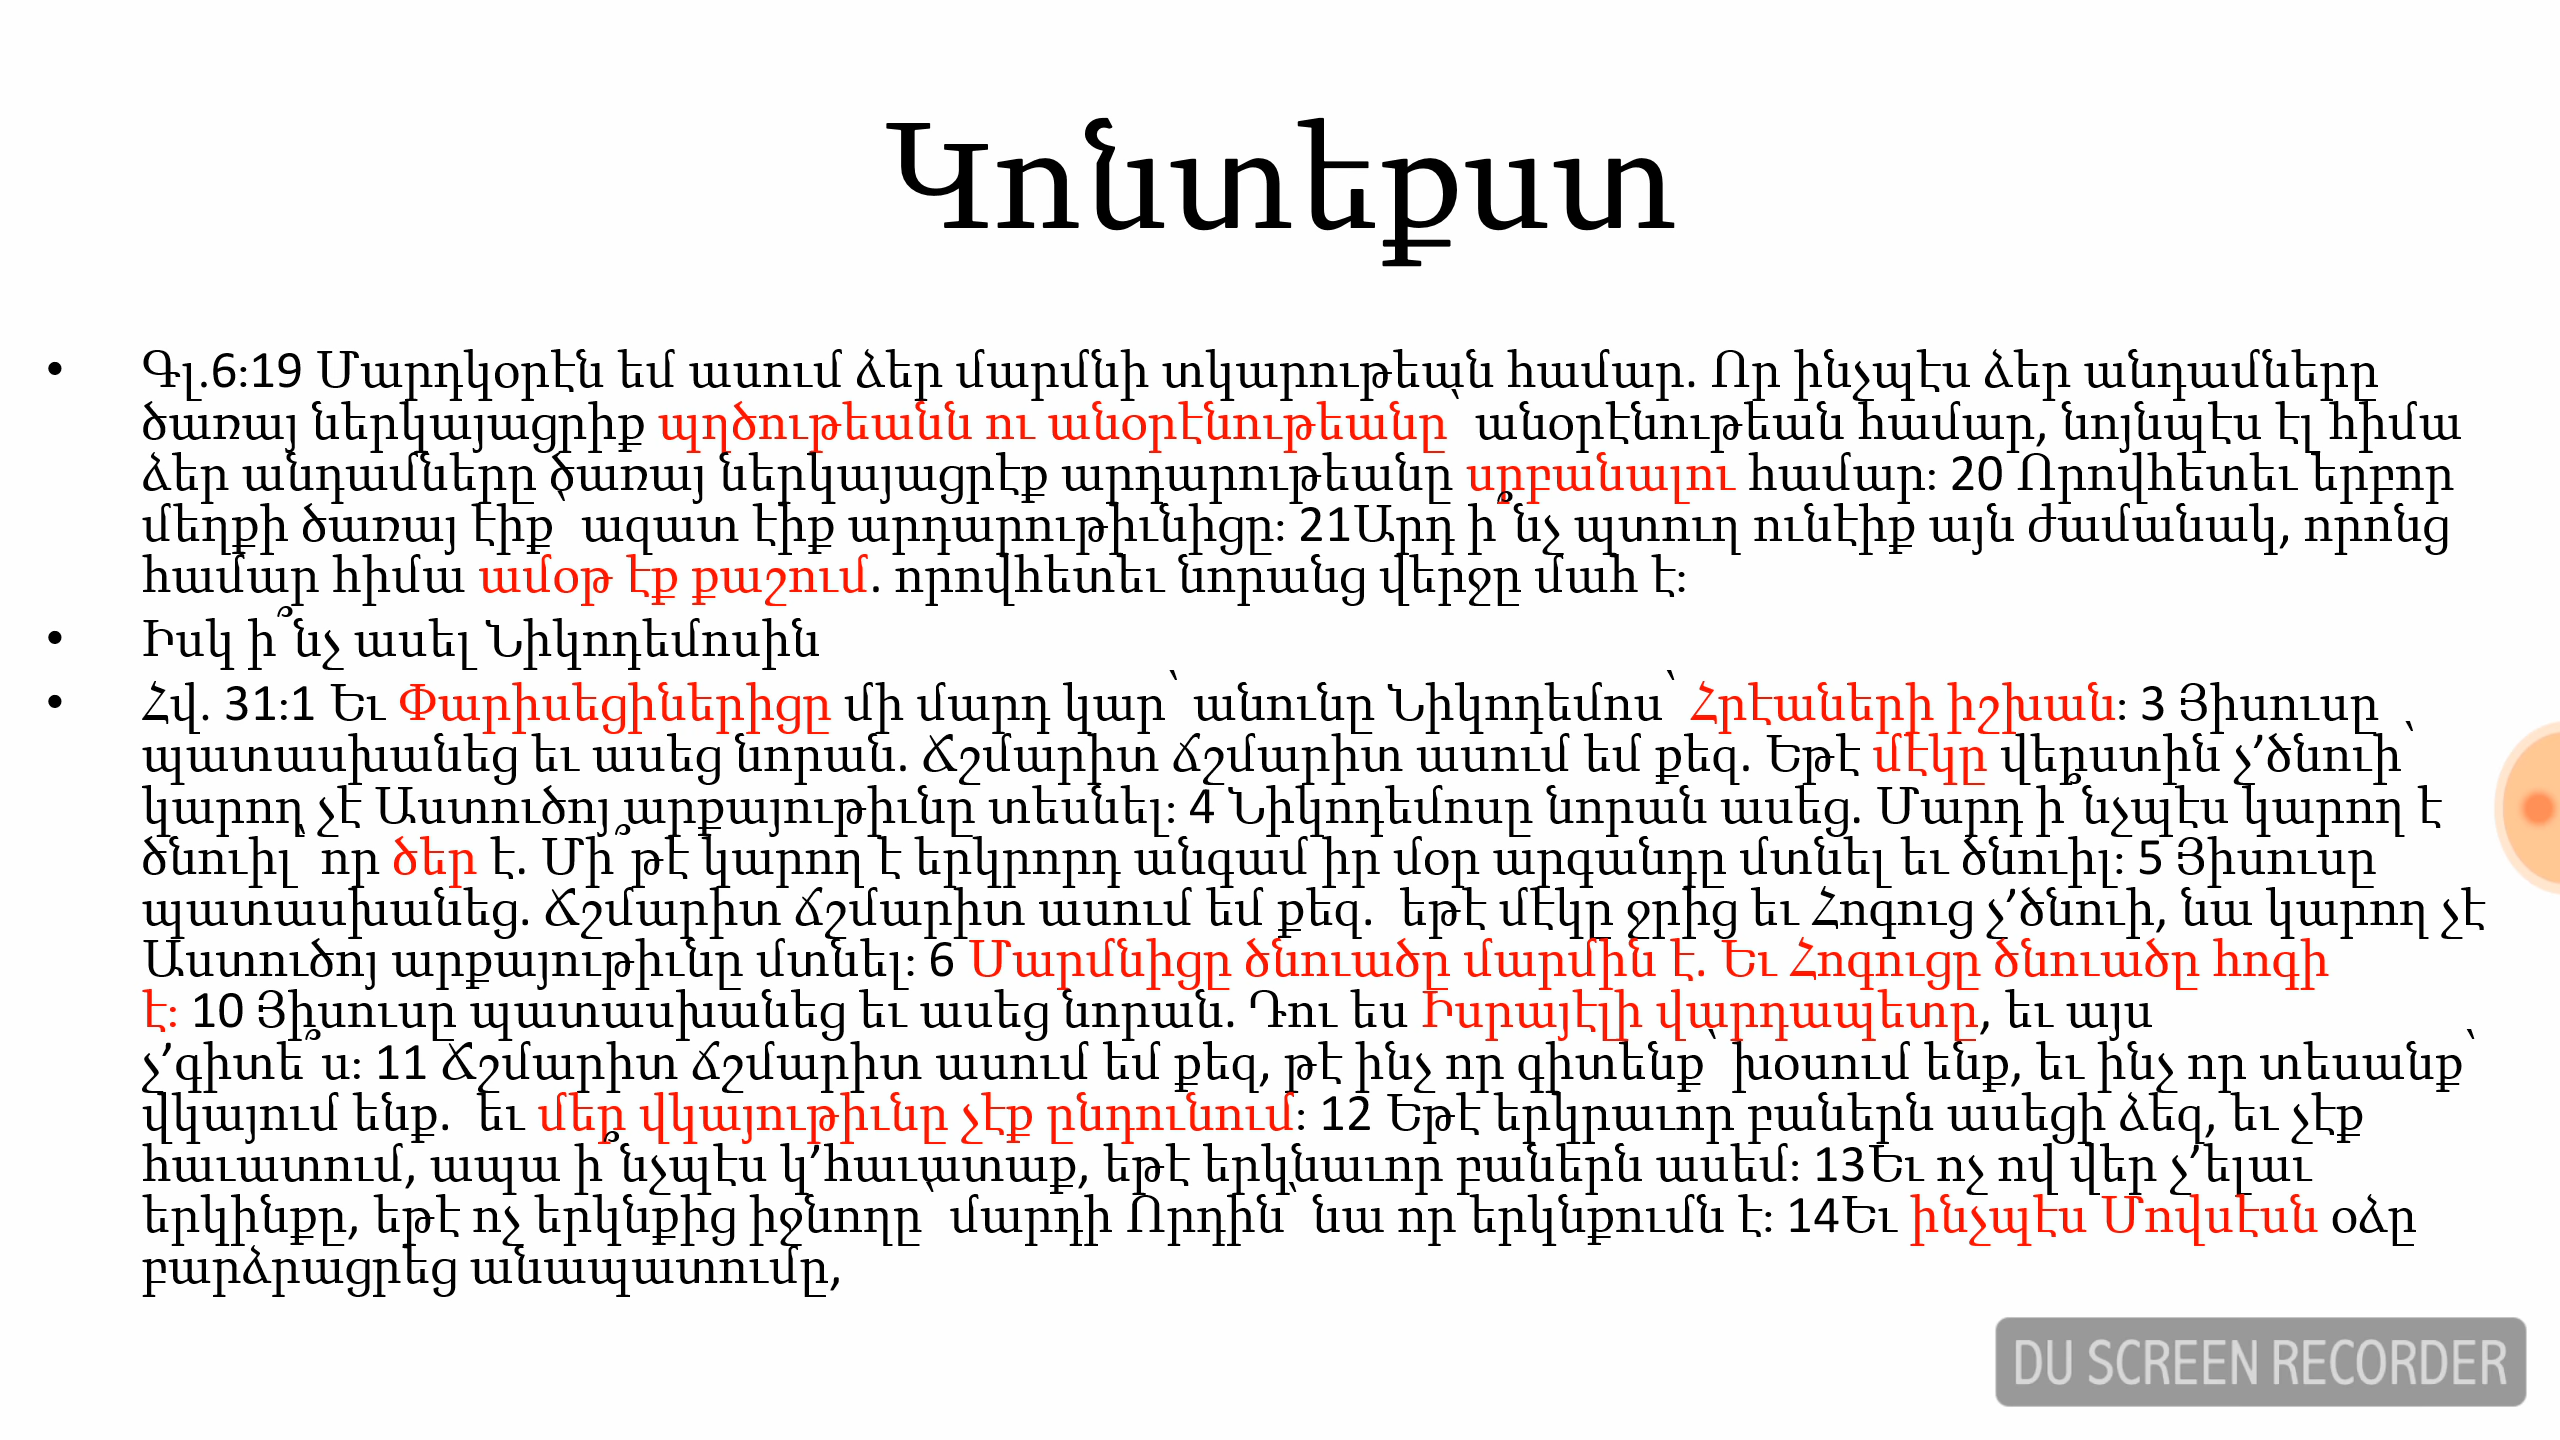 Կոնտեքստ
• Գլ.6:19 Մարդկօրէն եմ ասում ձեր մարմնի տկարութեան համար. Որ ինչպէս ձեր անդամները
ծառայ ներկայացրիք պղծութեանն ու անօրէնութեանը՝ անօրէնութեան համար, նոյնպէս էլ հիմա
ձեր անդամները ծառայ ներկայացրէք արդարութեանը սրբանալու համար: 20 Որովհետեւ երբոր
մեղքի ծառայ էիք՝ ազատ էիք արդարութիւնիցը: 21Արդ ի՞նչ պտուղ ունէիք այն ժամանակ, որոնց
համար հիմա ամօթ էք քաշում. որովհետեւ նորանց վերջը մահ է:
• Իսկ ի՞նչ ասել Նիկոդեմոսին
• Հվ. 31:1 Եւ Փարիսեցիներիցը մի մարդ կար՝ անունը Նիկոդեմոս՝ Հրէաների իշխան: 3 Յիսուսը
պատասխանեց եւ ասեց նորան. Ճշմարիտ ճշմարիտ ասում եմ քեզ. Եթէ մէկը վերստին չ’ծնուի՝
կարող չէ Աստուծոյ արքայութիւնը տեսնել: 4 Նիկոդեմոսը նորան ասեց. Մարդ ի՞նչպէս կարող է
ծնուիլ՝ որ ծեր է. Մի՞թէ կարող է երկրորդ անգամ իր մօր արգանդը մտնել եւ ծնուիլ: 5 Յիսուսը
պատասխանեց. Ճշմարիտ ճշմարիտ ասում եմ քեզ.  եթէ մէկը ջրից եւ Հոգուց չ’ծնուի, նա կարող չէ
Աստուծոյ արքայութիւնը մտնել: 6 Մարմնիցը ծնուածը մարմին է. Եւ Հոգուցը ծնուածը հոգի
է: 10 Յիսուսը պատասխանեց եւ ասեց նորան. Դու ես Իսրայէլի վարդապետը, եւ այս
չ’գիտե՞ս: 11 Ճշմարիտ ճշմարիտ ասում եմ քեզ, թէ ինչ որ գիտենք՝ խօսում ենք, եւ ինչ որ տեսանք՝
վկայում ենք.  եւ մեր վկայութիւնը չէք ընդունում: 12 Եթէ երկրաւոր բաներն ասեցի ձեզ, եւ չէք
հաւատում, ապա ի՞նչպէս կ’հաւատաք, եթէ երկնաւոր բաներն ասեմ: 13Եւ ոչ ով վեր չ’ելաւ
երկինքը, եթէ ոչ երկնքից իջնողը՝ մարդի Որդին՝ նա որ երկնքումն է: 14Եւ ինչպէս Մովսէսն օձը
բարձրացրեց անապատումը,
DU SCREEN RECORDER